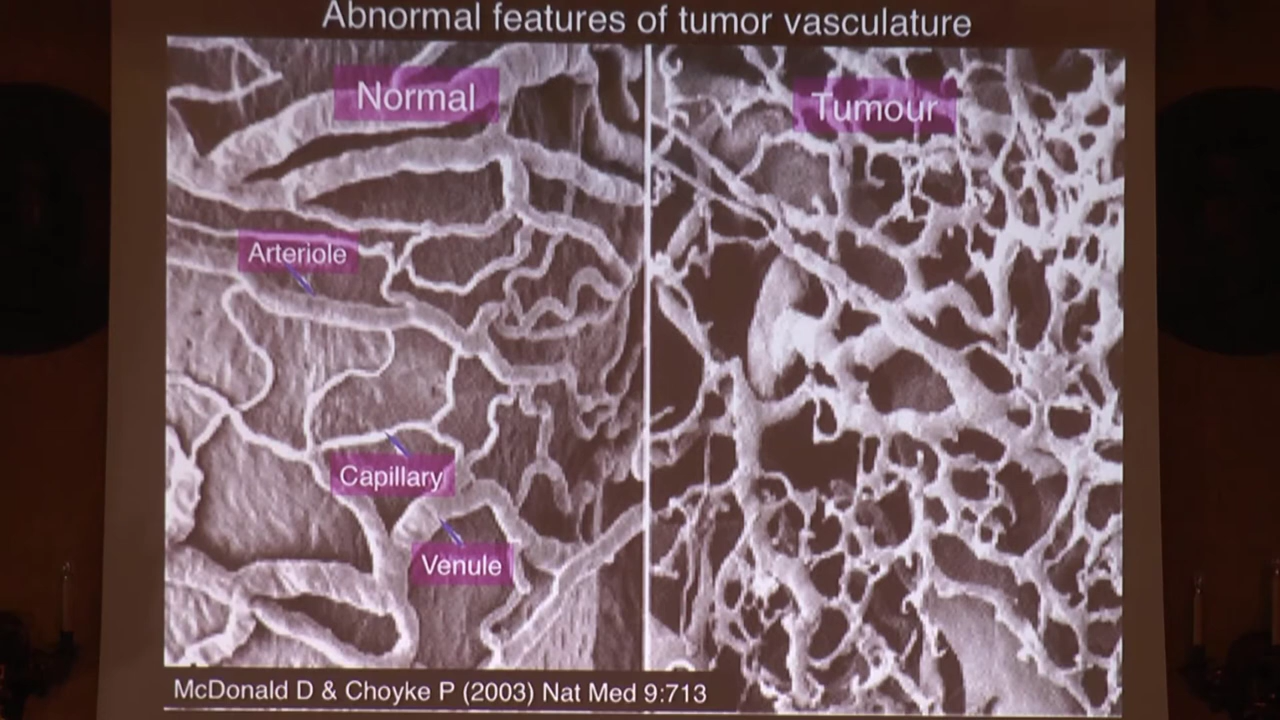 Abnormal features of tumor vasculature
Normal
Tumour
Arteriole
Capillary
Venule
McDonald D & Choyke P (2003) Nat Med 9:713